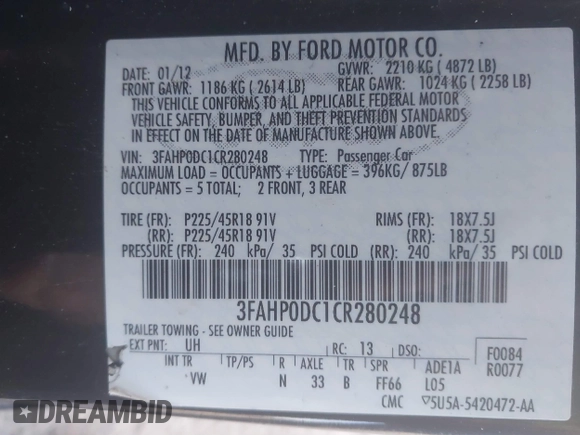 MFD. BY FORD MOTOR CO.
DATE: 01/12 GVWR: 2210 KG ( 4872 LB)
FRONT GAWR: 1186 KG ( 2614 LB) REAR GAWR: 1024 KG ( 2258 LB)
THIS VEHICLE CONFORMS TO ALL APPLICABLE FEDERAL MOTOR
VEHICLE SAFETY, BUMPER, AND THEFT PREVENTION STANDARDS
IN EFFECT ON THE DATE OF MANUFACTURE SHOWN ABOVE.
VIN: 3FAHP0DC1CR280248 TYPE: Passenger Car
MAXIMUM LOAD = OCCUPANTS + LUGGAGE = 396KG/ 875LB
OCCUPANTS = 5 TOTAL; 2 FRONT, 3 REAR
TIRE (FR): P225/45R18 91V RIMS (FR): 18X7.5J
(RR): P225/45R18 91V (RR): 18X7.5J
PRESSURE (FR): 240 kPa/ 35 PSI COLD (RR): 240 kPa/ 35 PSI COLD
3FAHP0DC1CR280248
TRAILER TOWING - SEE OWNER GUIDE
EXT PNT: UH RC: 13 DSO: F0084
INT TR TP/PS R AXLE TR SPR ADE1A R0077
VW N 33 B FF66 L05
CMC ▽5U5A-5420472-AA